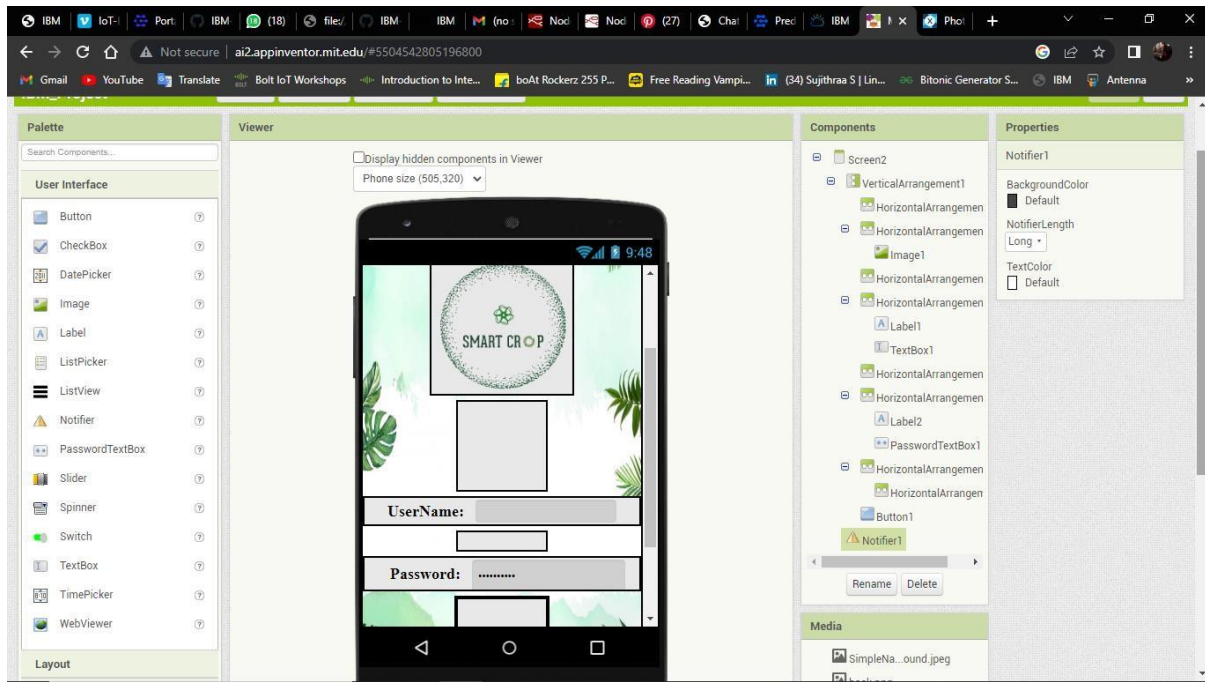 IBM IoT-I Port IBM (18) file:/ IBM- IBM M (no s Nod Nod (27) Chat Pred IBM Phot
Not secure ai2.appinventor.mit.edu/#5504542805196800
Gmail YouTube Translate Bolt IoT Workshops Introduction to Inte... boAt Rockerz 255 P... Free Reading Vampi... (34) Sujithraa S | Lin... Bitonic Generator S... IBM Antenna »
Palette
Search Components...
User Interface
Button
CheckBox
DatePicker
Image
Label
ListPicker
ListView
Notifier
PasswordTextBox
Slider
Spinner
Switch
TextBox
TimePicker
WebViewer
Layout
Viewer
Display hidden components in Viewer
Phone size (505,320)
9:48
SMART CROP
UserName:
Password: ..........
Components
Screen2
VerticalArrangement1
HorizontalArrangemen
HorizontalArrangemen
Image1
HorizontalArrangemen
HorizontalArrangemen
Label1
TextBox1
HorizontalArrangemen
HorizontalArrangemen
Label2
PasswordTextBox1
HorizontalArrangemen
HorizontalArrangem
Button1
Notifier1
Rename Delete
Media
SimpleNa...ound.jpeg
Properties
Notifier1
BackgroundColor
Default
NotifierLength
Long
TextColor
Default